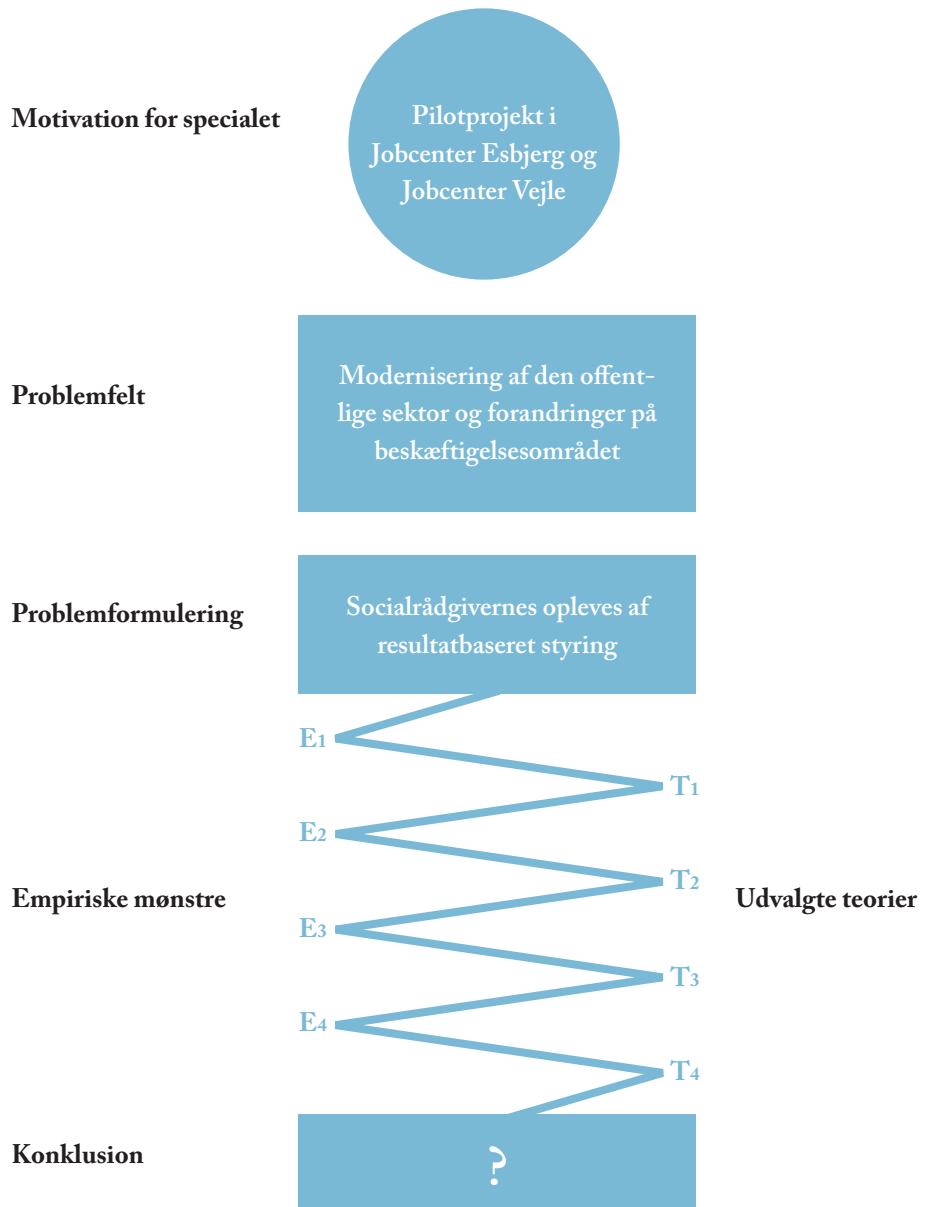 Motivation for specialet
Pilotprojekt i
Jobcenter Esbjerg og
Jobcenter Vejle
Problemfelt
Modernisering af den offent-
lige sektor og forandringer på
beskæftigelsesområdet
Problemformulering
Socialrådgivernes opleves af
resultatbaseret styring
E1
T1
E2
T2
Empiriske mønstre
Udvalgte teorier
E3
T3
E4
T4
Konklusion
?